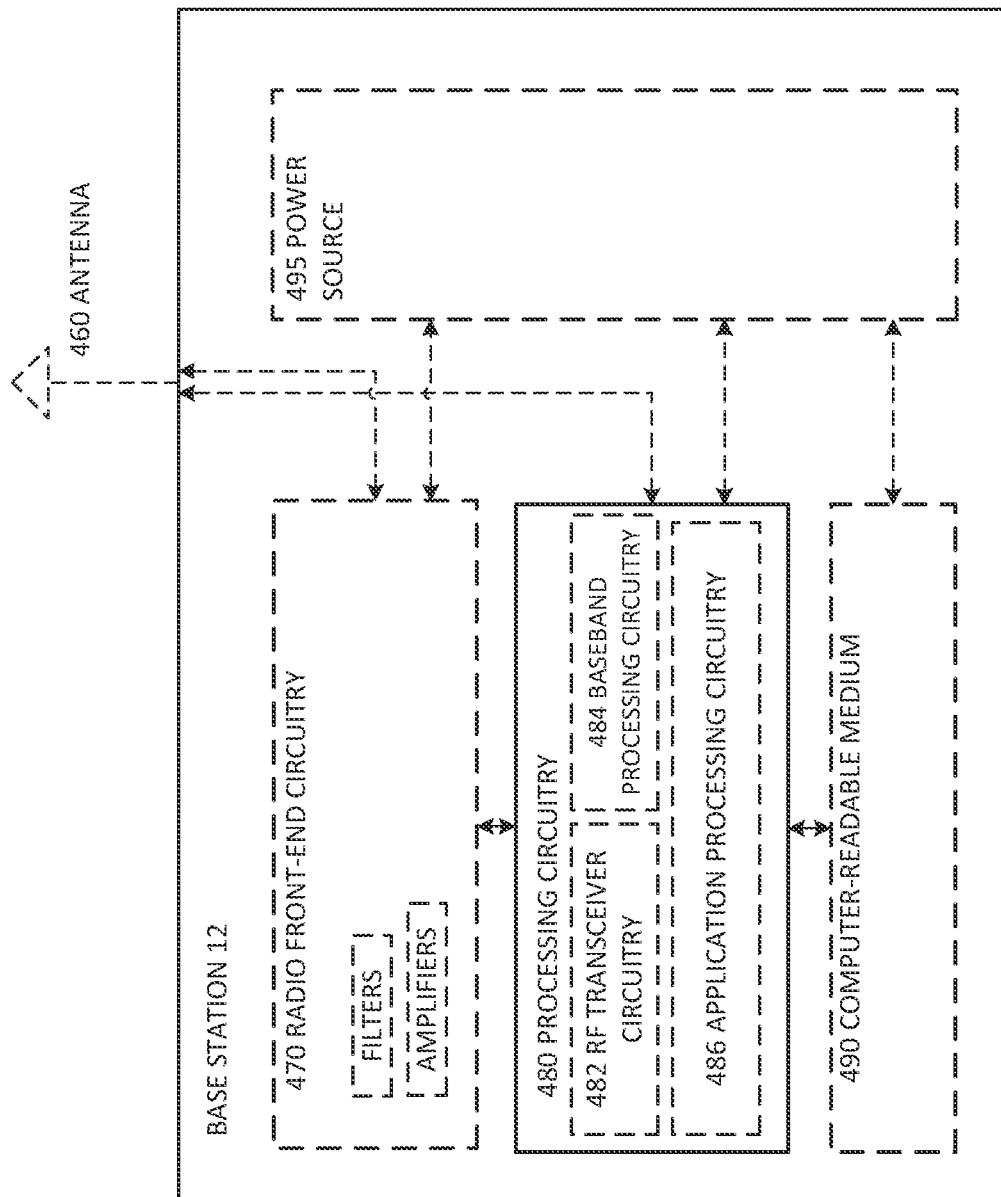 460 ANTENNA
BASE STATION 12
470 RADIO FRONT-END CIRCUITRY
FILTERS
AMPLIFIERS
480 PROCESSING CIRCUITRY
482 RF TRANSCEIVER
CIRCUITRY
484 BASEBAND
PROCESSING CIRCUITRY
486 APPLICATION PROCESSING CIRCUITRY
490 COMPUTER-READABLE MEDIUM
495 POWER
SOURCE